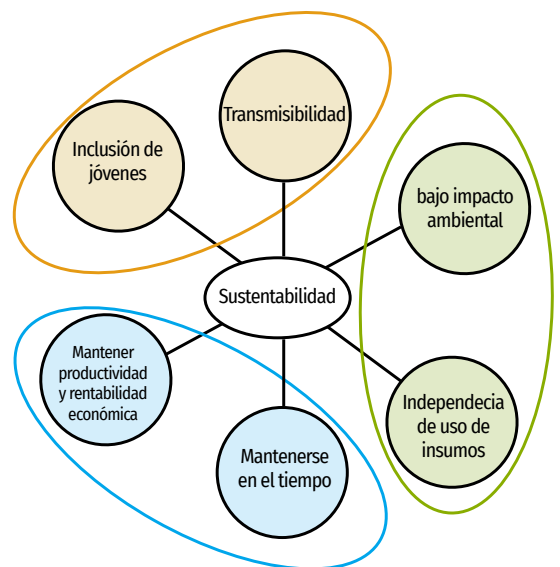 Transmisibilidad
Inclusión de
jóvenes
bajo impacto
ambiental
Sustentabilidad
Mantener
productividad
y rentabilidad
económica
Independecia
de uso de
insumos
Mantenerse
en el tiempo